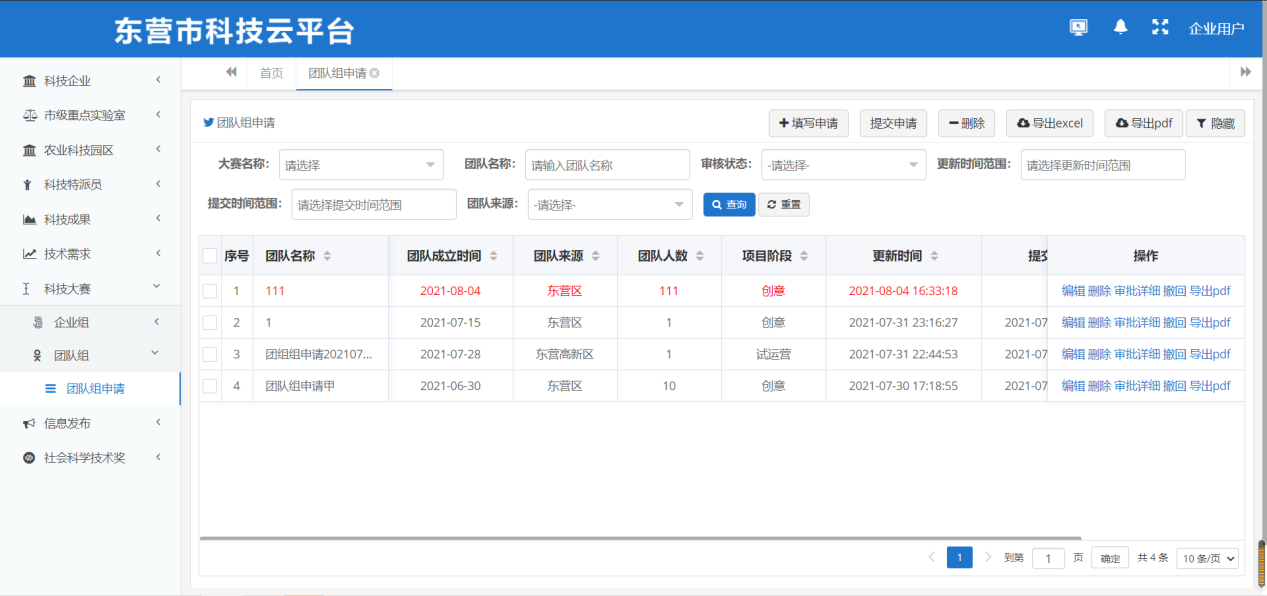 东营市科技云平台
企业用户
科技企业
市级重点实验室
农业科技园区
科技特派员
科技成果
技术需求
科技大赛
企业组
团队组
团队组申请
信息发布
社会科学技术奖
首页 团队组申请
团队组申请
填写申请 提交申请 删除 导出excel 导出pdf 隐藏
大赛名称： 请选择 团队名称： 请输入团队名称 审核状态： -请选择- 更新时间范围： 请选择更新时间范围
提交时间范围： 请选择提交时间范围 团队来源： -请选择- 查询 重置
序号 团队名称 团队成立时间 团队来源 团队人数 项目阶段 更新时间 提交 操作
1 111 2021-08-04 东营区 111 创意 2021-08-04 16:33:18 编辑 删除 审批详细 撤回 导出pdf
2 1 2021-07-15 东营区 1 创意 2021-07-31 23:16:27 2021-07 编辑 删除 审批详细 撤回 导出pdf
3 团组组申请202107... 2021-07-28 东营高新区 1 试运营 2021-07-31 22:44:53 2021-07 编辑 删除 审批详细 撤回 导出pdf
4 团队组申请甲 2021-06-30 东营区 10 创意 2021-07-30 17:18:55 2021-07 编辑 删除 审批详细 撤回 导出pdf
1 到第 1 页 确定 共 4 条 10 条/页